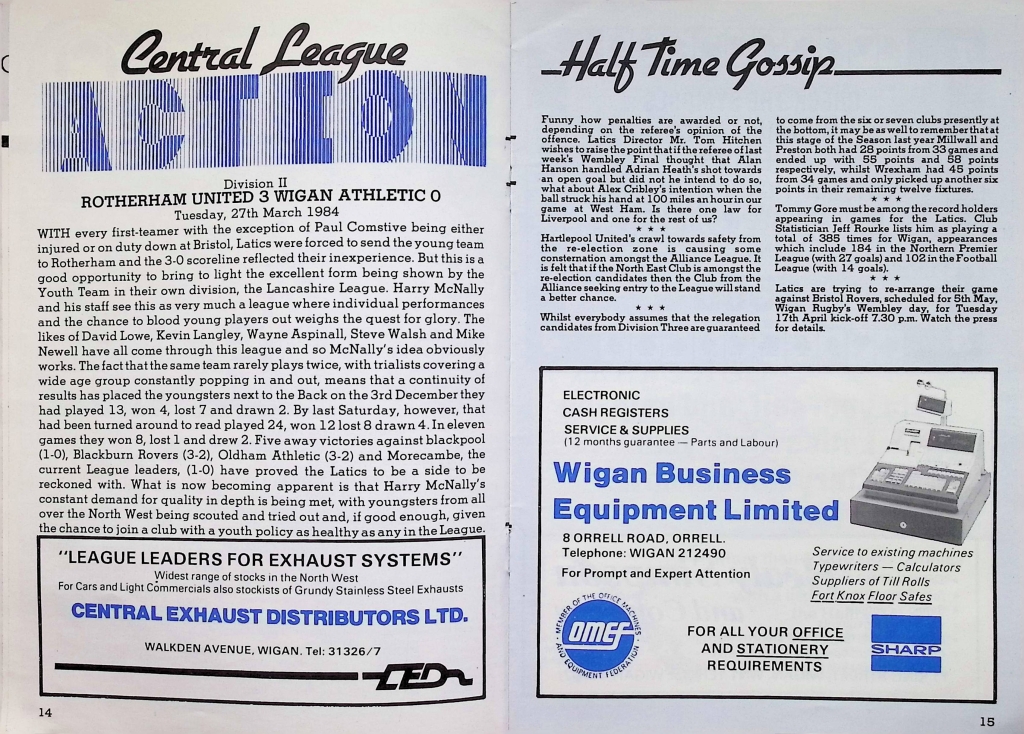 Central League
ACTION
Division II
ROTHERHAM UNITED 3 WIGAN ATHLETIC 0
Tuesday, 27th March 1984
WITH every first-teamer with the exception of Paul Comstive being either
injured or on duty down at Bristol, Latics were forced to send the young team
to Rotherham and the 3-0 scoreline reflected their inexperience. But this is a
good opportunity to bring to light the excellent form being shown by the
Youth Team in their own division, the Lancashire League. Harry McNally
and his staff see this as very much a league where individual performances
and the chance to blood young players out weighs the quest for glory. The
likes of David Lowe, Kevin Langley, Wayne Aspinall, Steve Walsh and Mike
Newell have all come through this league and so McNally's idea obviously
works. The fact that the same team rarely plays twice, with trialists covering a
wide age group constantly popping in and out, means that a continuity of
results has placed the youngsters next to the Back on the 3rd December they
had played 13, won 4, lost 7 and drawn 2. By last Saturday, however, that
had been turned around to read played 24, won 12 lost 8 drawn 4. In eleven
games they won 8, lost 1 and drew 2. Five away victories against blackpool
(1-0), Blackburn Rovers (3-2), Oldham Athletic (3-2) and Morecambe, the
current League leaders, (1-0) have proved the Latics to be a side to be
reckoned with. What is now becoming apparent is that Harry McNally's
constant demand for quality in depth is being met, with youngsters from all
over the North West being scouted and tried out and, if good enough, given
the chance to join a club with a youth policy as healthy as any in the League.
"LEAGUE LEADERS FOR EXHAUST SYSTEMS"
Widest range of stocks in the North West
For Cars and Light Commercials also stockists of Grundy Stainless Steel Exhausts
CENTRAL EXHAUST DISTRIBUTORS LTD.
WALKDEN AVENUE, WIGAN. Tel: 31326/7
CED
14
Half Time Gossip
Funny how penalties are awarded or not,
depending on the referee's opinion of the
offence. Latics Director Mr. Tom Hitchen
wishes to raise the point that if the referee of last
week's Wembley Final thought that Alan
Hanson handled Adrian Heath's shot towards
an open goal but did not he intend to do so,
what about Alex Cribley's intention when the
ball struck his hand at 100 miles an hour in our
game at West Ham. Is there one law for
Liverpool and one for the rest of us?
* * *
Hartlepool United's crawl towards safety from
the re-election zone is causing some
consternation amongst the Alliance League. It
is felt that if the North East Club is amongst the
re-election candidates then the Club from the
Alliance seeking entry to the League will stand
a better chance.
* * *
Whilst everybody assumes that the relegation
candidates from Division Three are guaranteed
to come from the six or seven clubs presently at
the bottom, it may be as well to remember that at
this stage of the Season last year Millwall and
Preston both had 28 points from 33 games and
ended up with 55 points and 58 points
respectively, whilst Wrexham had 45 points
from 34 games and only picked up another six
points in their remaining twelve fixtures.
* * *
Tommy Gore must be among the record holders
appearing in games for the Latics. Club
Statistician Jeff Rourke lists him as playing a
total of 385 times for Wigan, appearances
which include 184 in the Northern Premier
League (with 27 goals) and 102 in the Football
League (with 14 goals).
* * *
Latics are trying to re-arrange their game
against Bristol Rovers, scheduled for 5th May,
Wigan Rugby's Wembley day, for Tuesday
17th April kick-off 7.30 p.m. Watch the press
for details.
ELECTRONIC
CASH REGISTERS
SERVICE & SUPPLIES
(12 months guarantee — Parts and Labour)
Wigan Business
Equipment Limited
8 ORRELL ROAD, ORRELL.
Telephone: WIGAN 212490
For Prompt and Expert Attention
Service to existing machines
Typewriters — Calculators
Suppliers of Till Rolls
Fort Knox Floor Safes
MEMBER OF THE OFFICE MACHINES
AND EQUIPMENT FEDERATION
omef
FOR ALL YOUR OFFICE
AND STATIONERY
REQUIREMENTS
SHARP
15